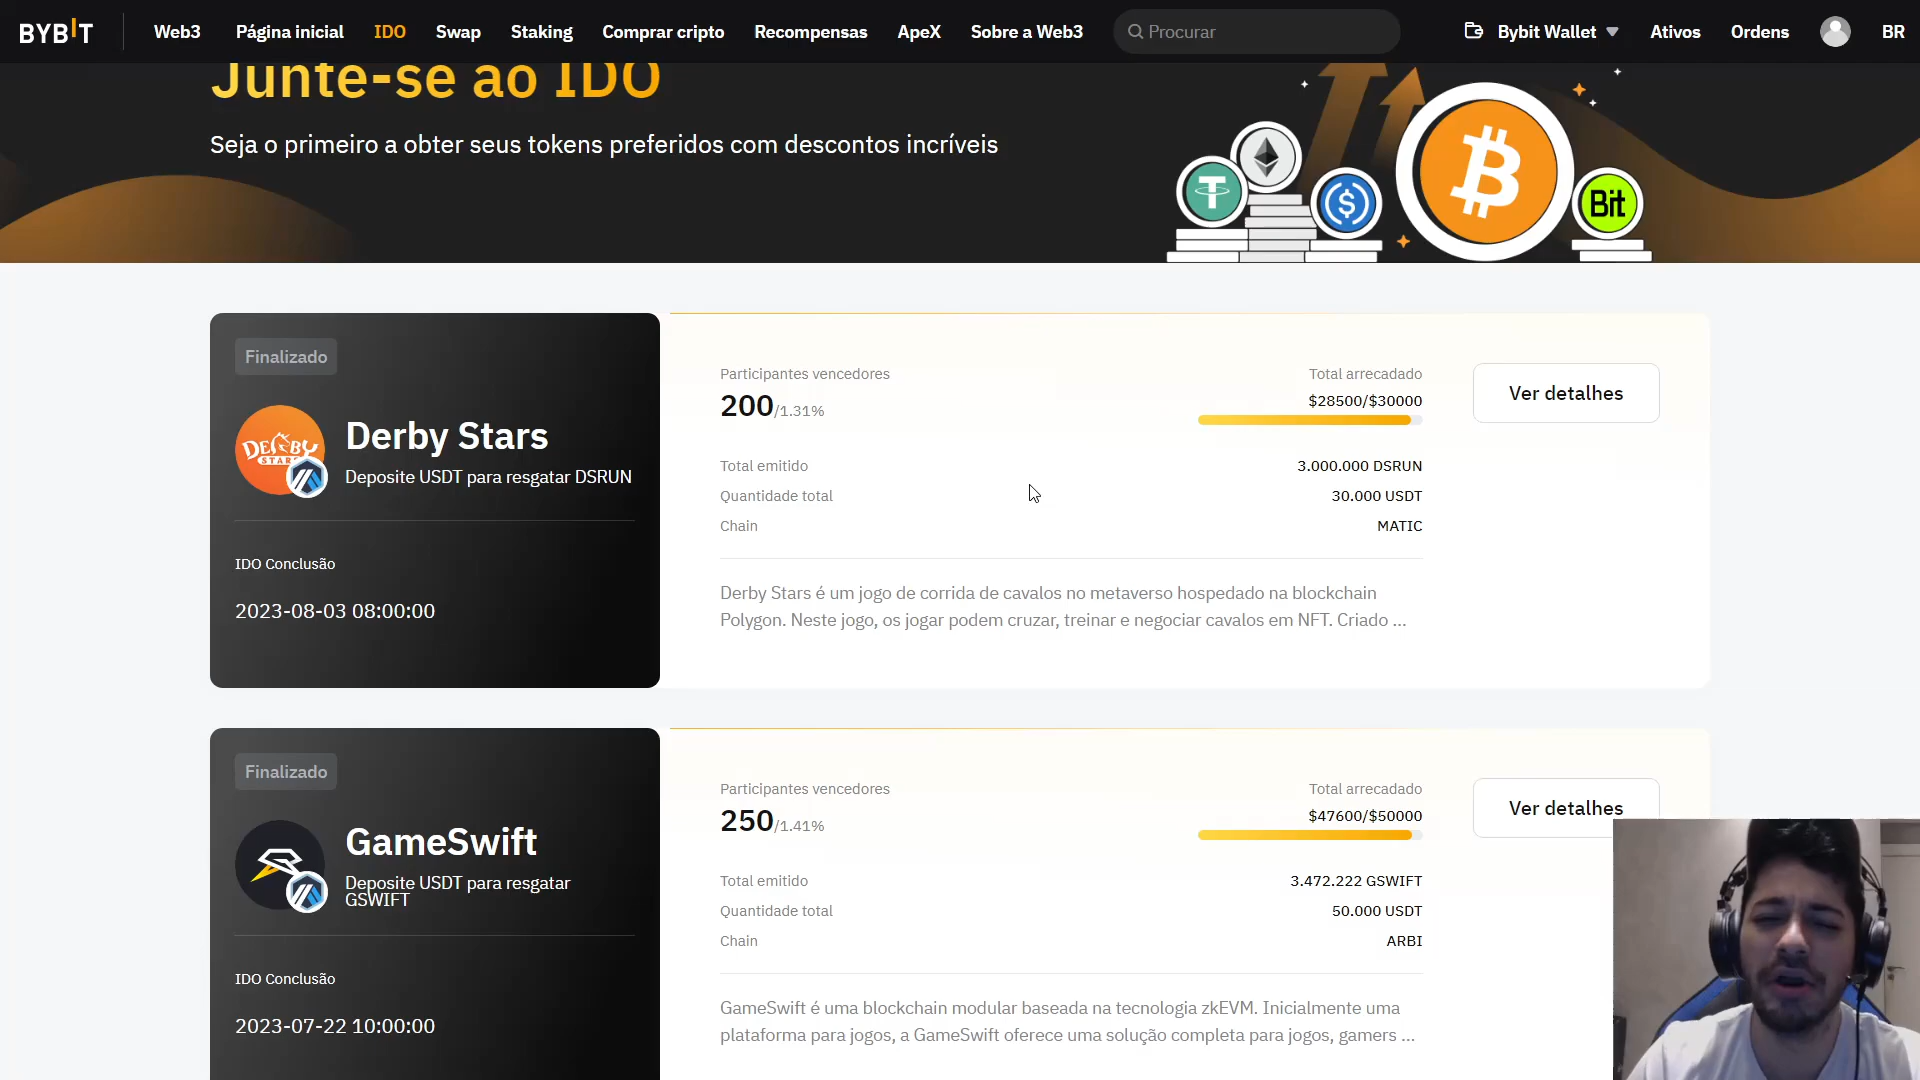 BYBIT
Web3 Página inicial IDO Swap Staking Comprar cripto Recompensas ApeX Sobre a Web3 Procurar Bybit Wallet Ativos Ordens BR
Junte-se ao IDO
Seja o primeiro a obter seus tokens preferidos com descontos incríveis
Bit
Finalizado
DERBY STARS
Derby Stars
Deposite USDT para resgatar DSRUN
IDO Conclusão
2023-08-03 08:00:00
Participantes vencedores
200/1.31%
Total arrecadado
$28500/$30000
Ver detalhes
Total emitido 3.000.000 DSRUN
Quantidade total 30.000 USDT
Chain MATIC
Derby Stars é um jogo de corrida de cavalos no metaverso hospedado na blockchain
Polygon. Neste jogo, os jogar podem cruzar, treinar e negociar cavalos em NFT. Criado ...
Finalizado
GameSwift
Deposite USDT para resgatar
GSWIFT
IDO Conclusão
2023-07-22 10:00:00
Participantes vencedores
250/1.41%
Total arrecadado
$47600/$50000
Ver detalhes
Total emitido 3.472.222 GSWIFT
Quantidade total 50.000 USDT
Chain ARBI
GameSwift é uma blockchain modular baseada na tecnologia zkEVM. Inicialmente uma
plataforma para jogos, a GameSwift oferece uma solução completa para jogos, gamers ...